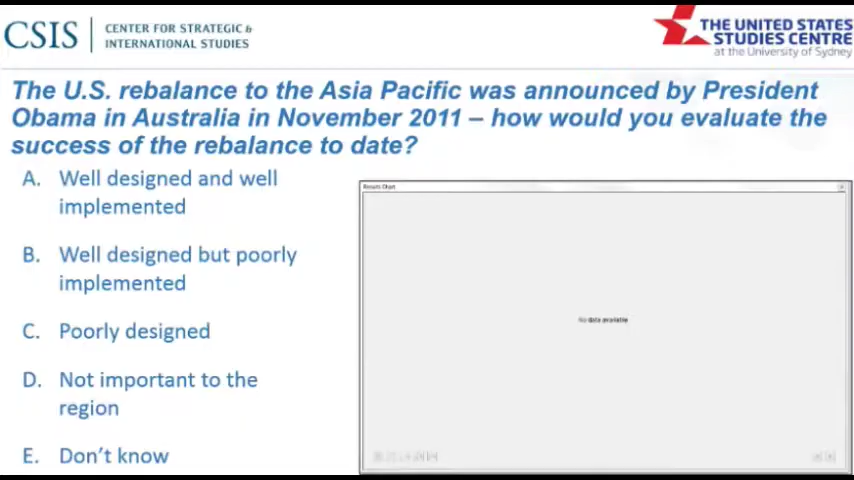 CSIS
CENTER FOR STRATEGIC &
INTERNATIONAL STUDIES
THE UNITED STATES
STUDIES CENTRE
at the University of Sydney
The U.S. rebalance to the Asia Pacific was announced by President
Obama in Australia in November 2011 – how would you evaluate the
success of the rebalance to date?
A. Well designed and well
implemented
B. Well designed but poorly
implemented
C. Poorly designed
D. Not important to the
region
E. Don't know
Results Chart
No data available